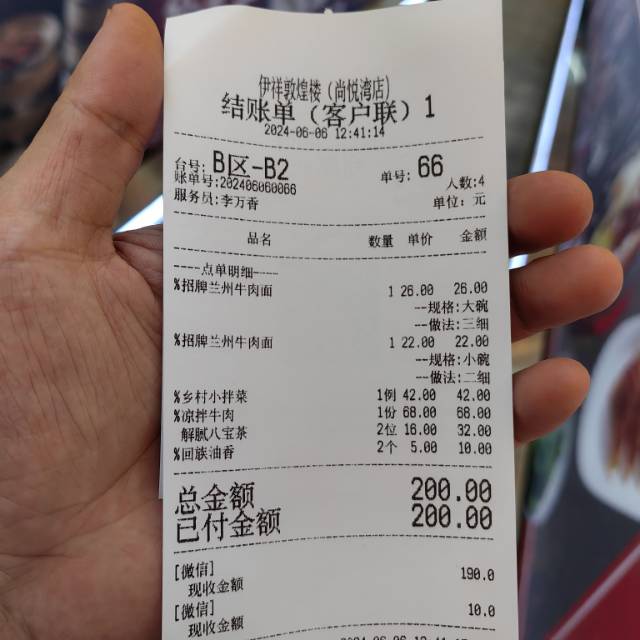 伊祥敦煌楼（尚悦湾店）
结账单（客户联）1
2024-06-06 12:41:14
台号: B区-B2 单号: 66
账单号:202406060066 人数:4
服务员:李万香 单位: 元
品名 数量 单价 金额
-----点单明细-----
%招牌兰州牛肉面 1 26.00 26.00
--规格:大碗
--做法:三细
%招牌兰州牛肉面 1 22.00 22.00
--规格:小碗
--做法:二细
%乡村小拌菜 1例 42.00 42.00
%凉拌牛肉 1份 68.00 68.00
解腻八宝茶 2位 16.00 32.00
%回族油香 2个 5.00 10.00
总金额 200.00
已付金额 200.00
[微信]
现收金额 190.0
[微信]
现收金额 10.0